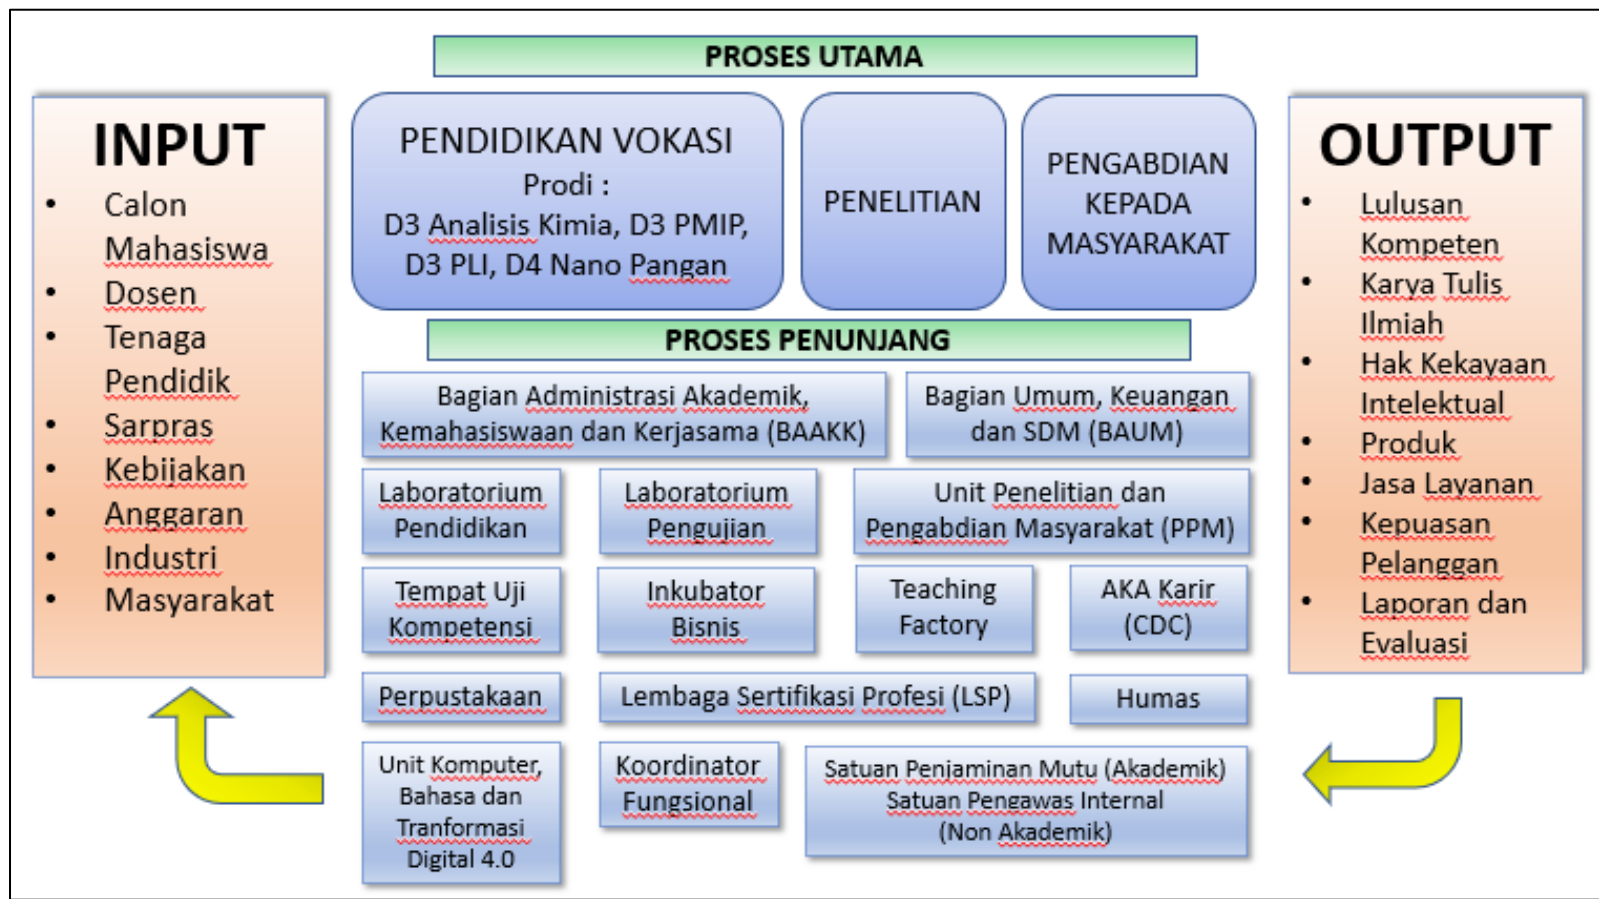 PROSES UTAMA
INPUT
• Calon
Mahasiswa
• Dosen
• Tenaga
Pendidik
• Sarpras
• Kebijakan
• Anggaran
• Industri
• Masyarakat
PENDIDIKAN VOKASI
Prodi :
D3 Analisis Kimia, D3 PMIP,
D3 PLI, D4 Nano Pangan
PENELITIAN
PENGABDIAN
KEPADA
MASYARAKAT
PROSES PENUNJANG
Bagian Administrasi Akademik,
Kemahasiswaan dan Kerjasama (BAAKK)
Bagian Umum, Keuangan
dan SDM (BAUM)
Laboratorium
Pendidikan
Laboratorium
Pengujian
Unit Penelitian dan
Pengabdian Masyarakat (PPM)
Tempat Uji
Kompetensi
Inkubator
Bisnis
Teaching
Factory
AKA Karir
(CDC)
Perpustakaan
Lembaga Sertifikasi Profesi (LSP)
Humas
Unit Komputer,
Bahasa dan
Tranformasi
Digital 4.0
Koordinator
Fungsional
Satuan Penjaminan Mutu (Akademik)
Satuan Pengawas Internal
(Non Akademik)
OUTPUT
• Lulusan
Kompeten
• Karya Tulis
Ilmiah
• Hak Kekayaan
Intelektual
• Produk
• Jasa Layanan
• Kepuasan
Pelanggan
• Laporan dan
Evaluasi